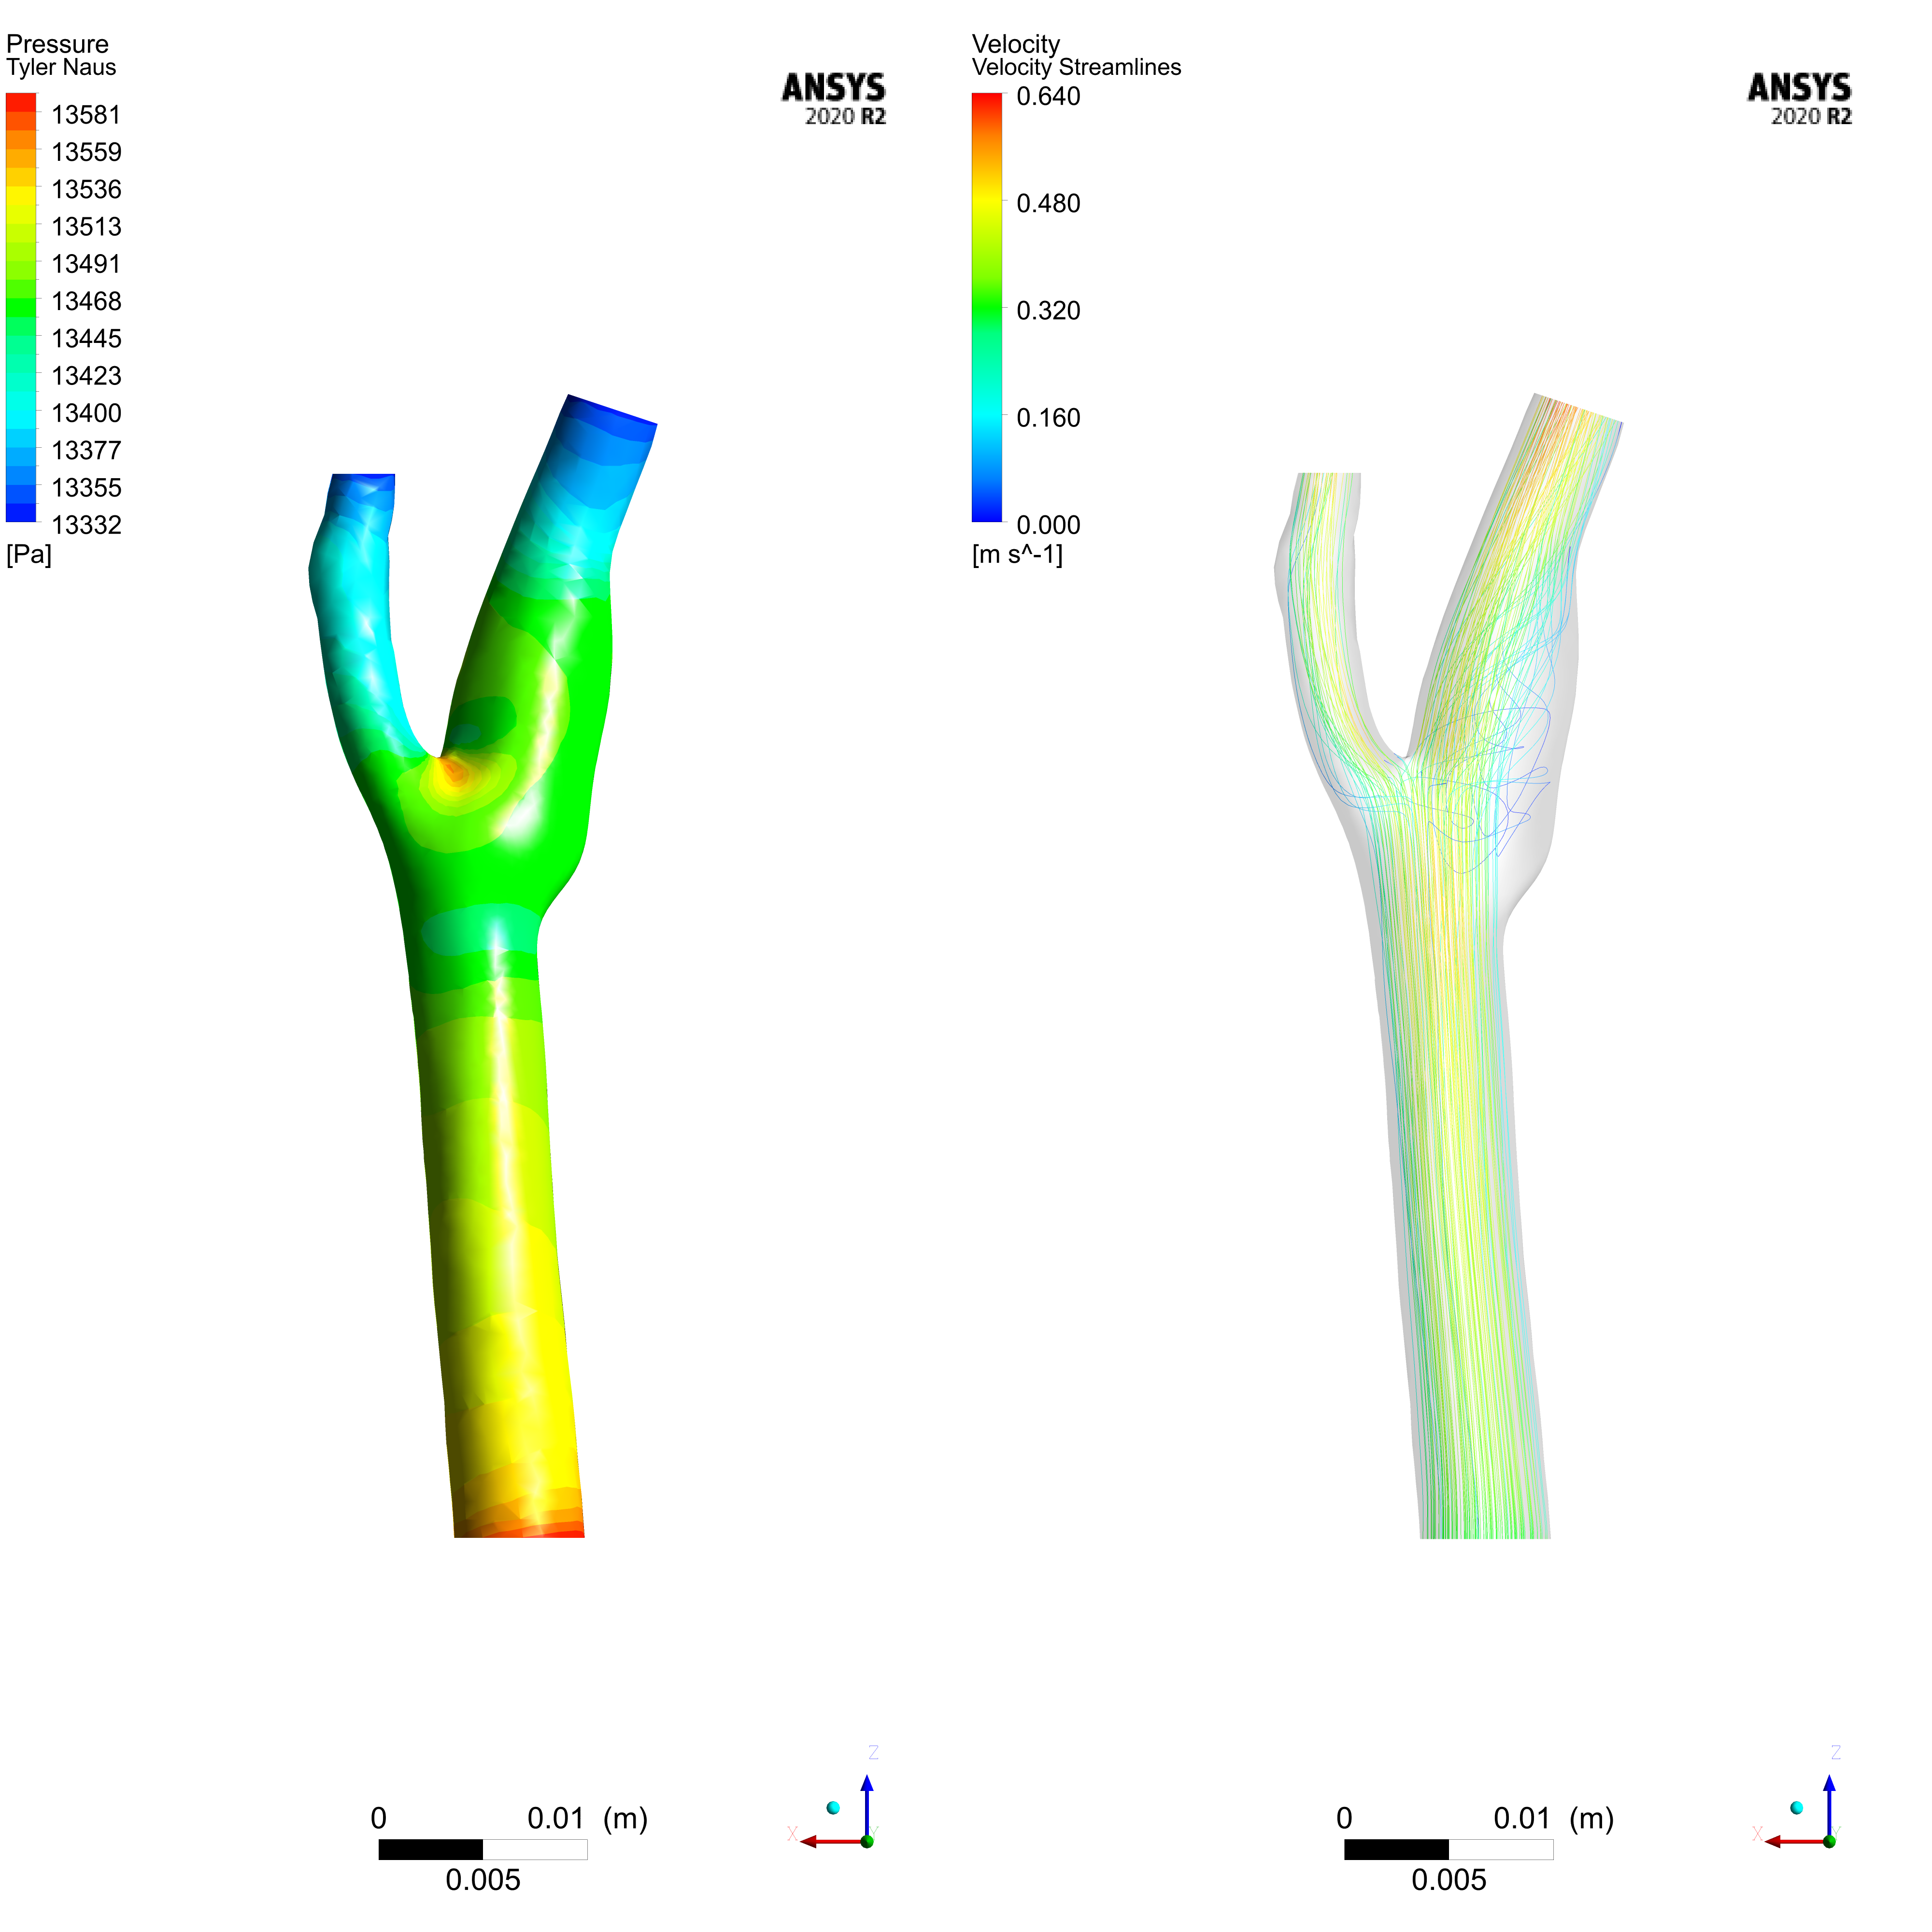 Pressure
Tyler Naus
ANSYS
2020 R2
13581
13559
13536
13513
13491
13468
13445
13423
13400
13377
13355
13332
[Pa]
0 0.01 (m)
0.005
Z
X
Y
Velocity
Velocity Streamlines
ANSYS
2020 R2
0.640
0.480
0.320
0.160
0.000
[m s^-1]
0 0.01 (m)
0.005
Z
X
Y